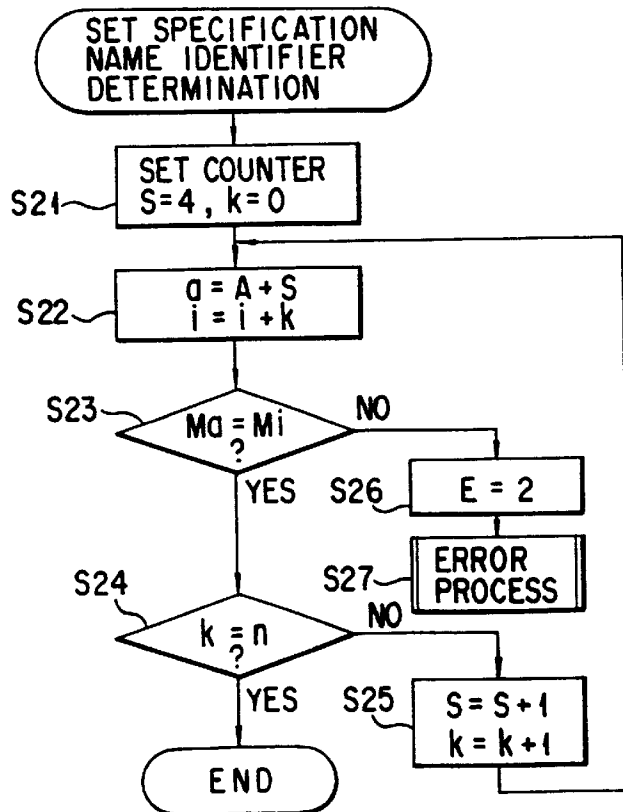 SET SPECIFICATION
NAME IDENTIFIER
DETERMINATION
S21
SET COUNTER
S=4, k=0
S22
a = A + S
i = i + k
S23
Ma = Mi
?
NO
YES
S26
E = 2
S27
ERROR
PROCESS
S24
k = n
?
NO
YES
S25
S = S+1
k = k+1
END